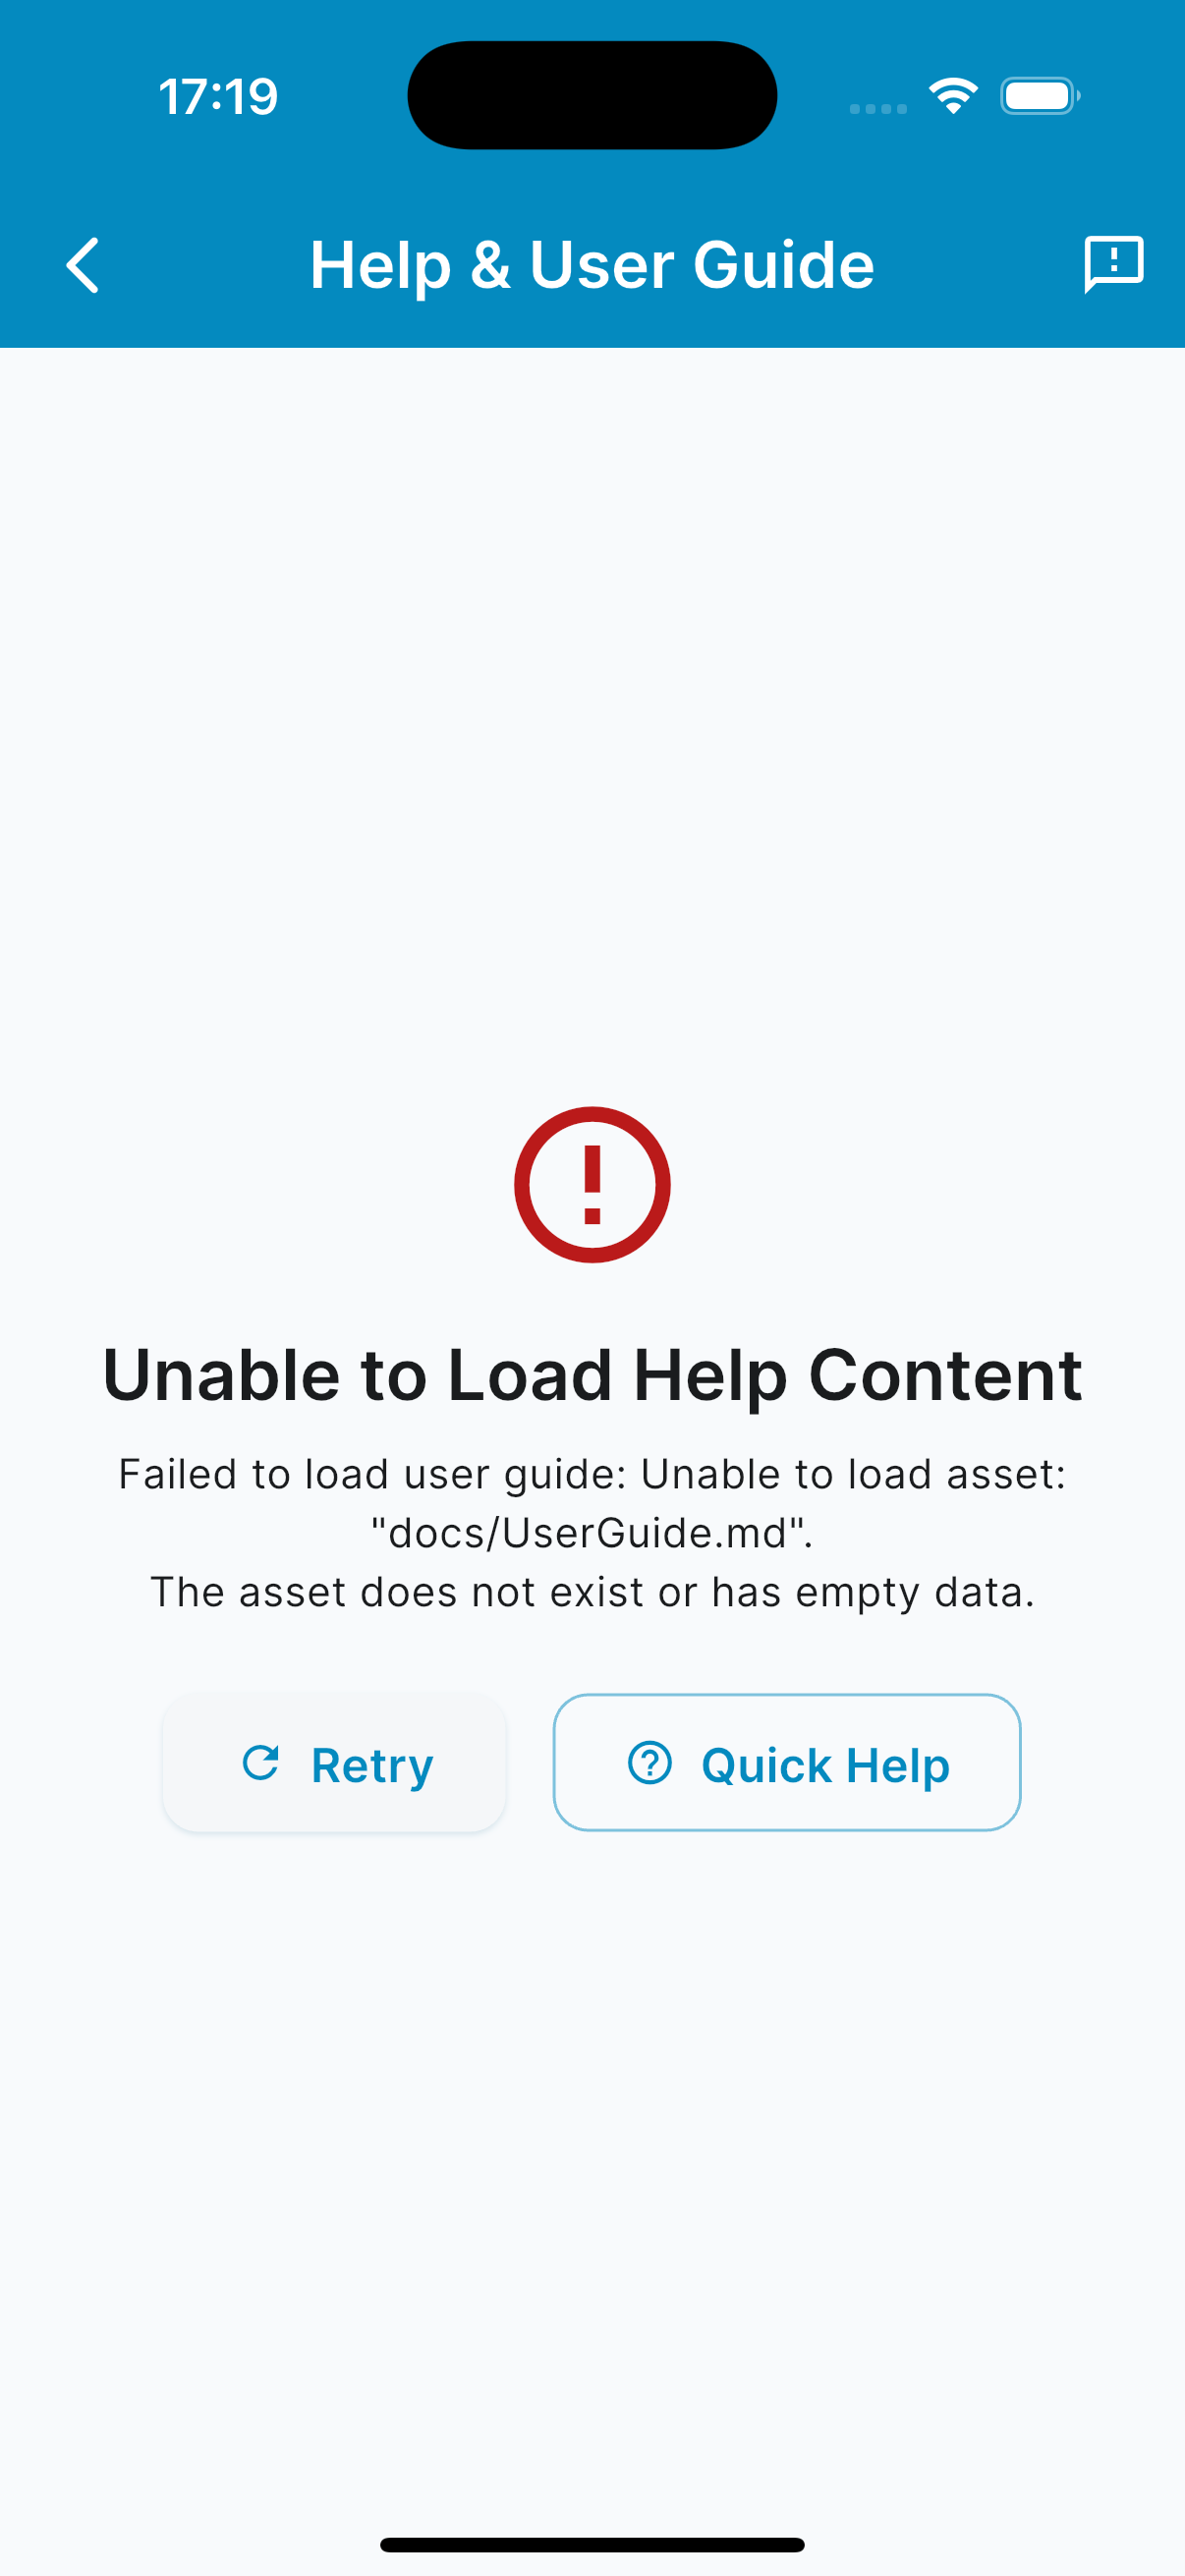 17:19
Help & User Guide
Unable to Load Help Content
Failed to load user guide: Unable to load asset:
"docs/UserGuide.md".
The asset does not exist or has empty data.
Retry
Quick Help